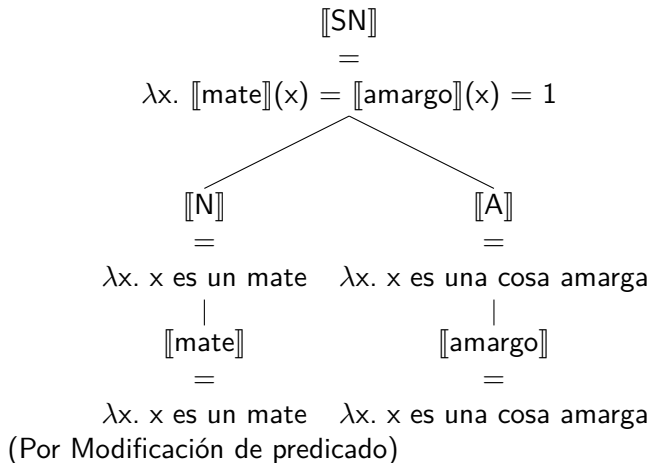 ⟦SN⟧
=
λx. ⟦mate⟧(x) = ⟦amargo⟧(x) = 1
⟦N⟧ ⟦A⟧
= =
λx. x es un mate λx. x es una cosa amarga
⟦mate⟧ ⟦amargo⟧
= =
λx. x es un mate λx. x es una cosa amarga
(Por Modificación de predicado)